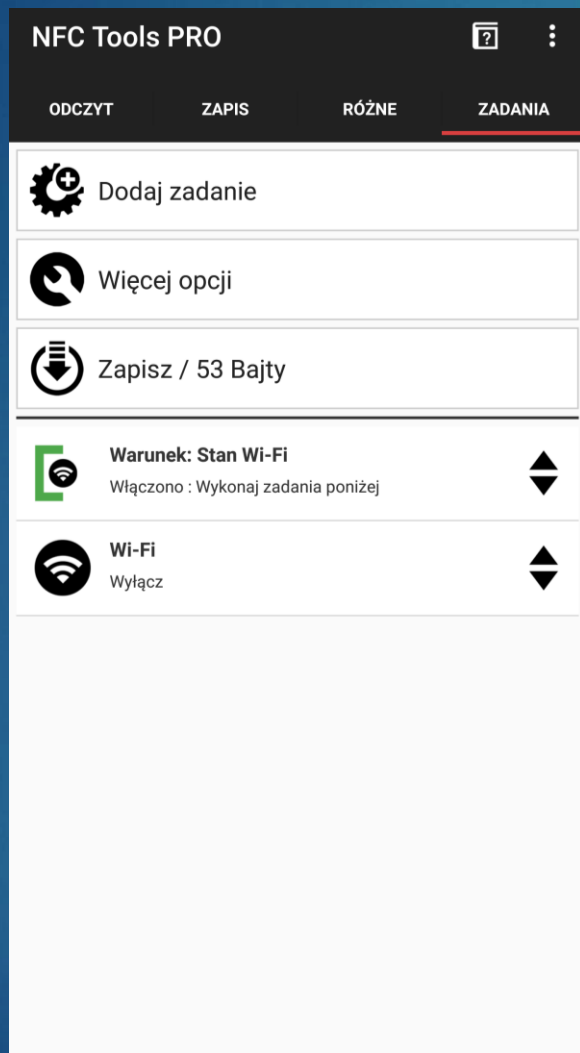 NFC Tools PRO
ODCZYT ZAPIS RÓŻNE ZADANIA
Dodaj zadanie
Więcej opcji
Zapisz / 53 Bajty
Warunek: Stan Wi-Fi
Włączono : Wykonaj zadania poniżej
Wi-Fi
Wyłącz